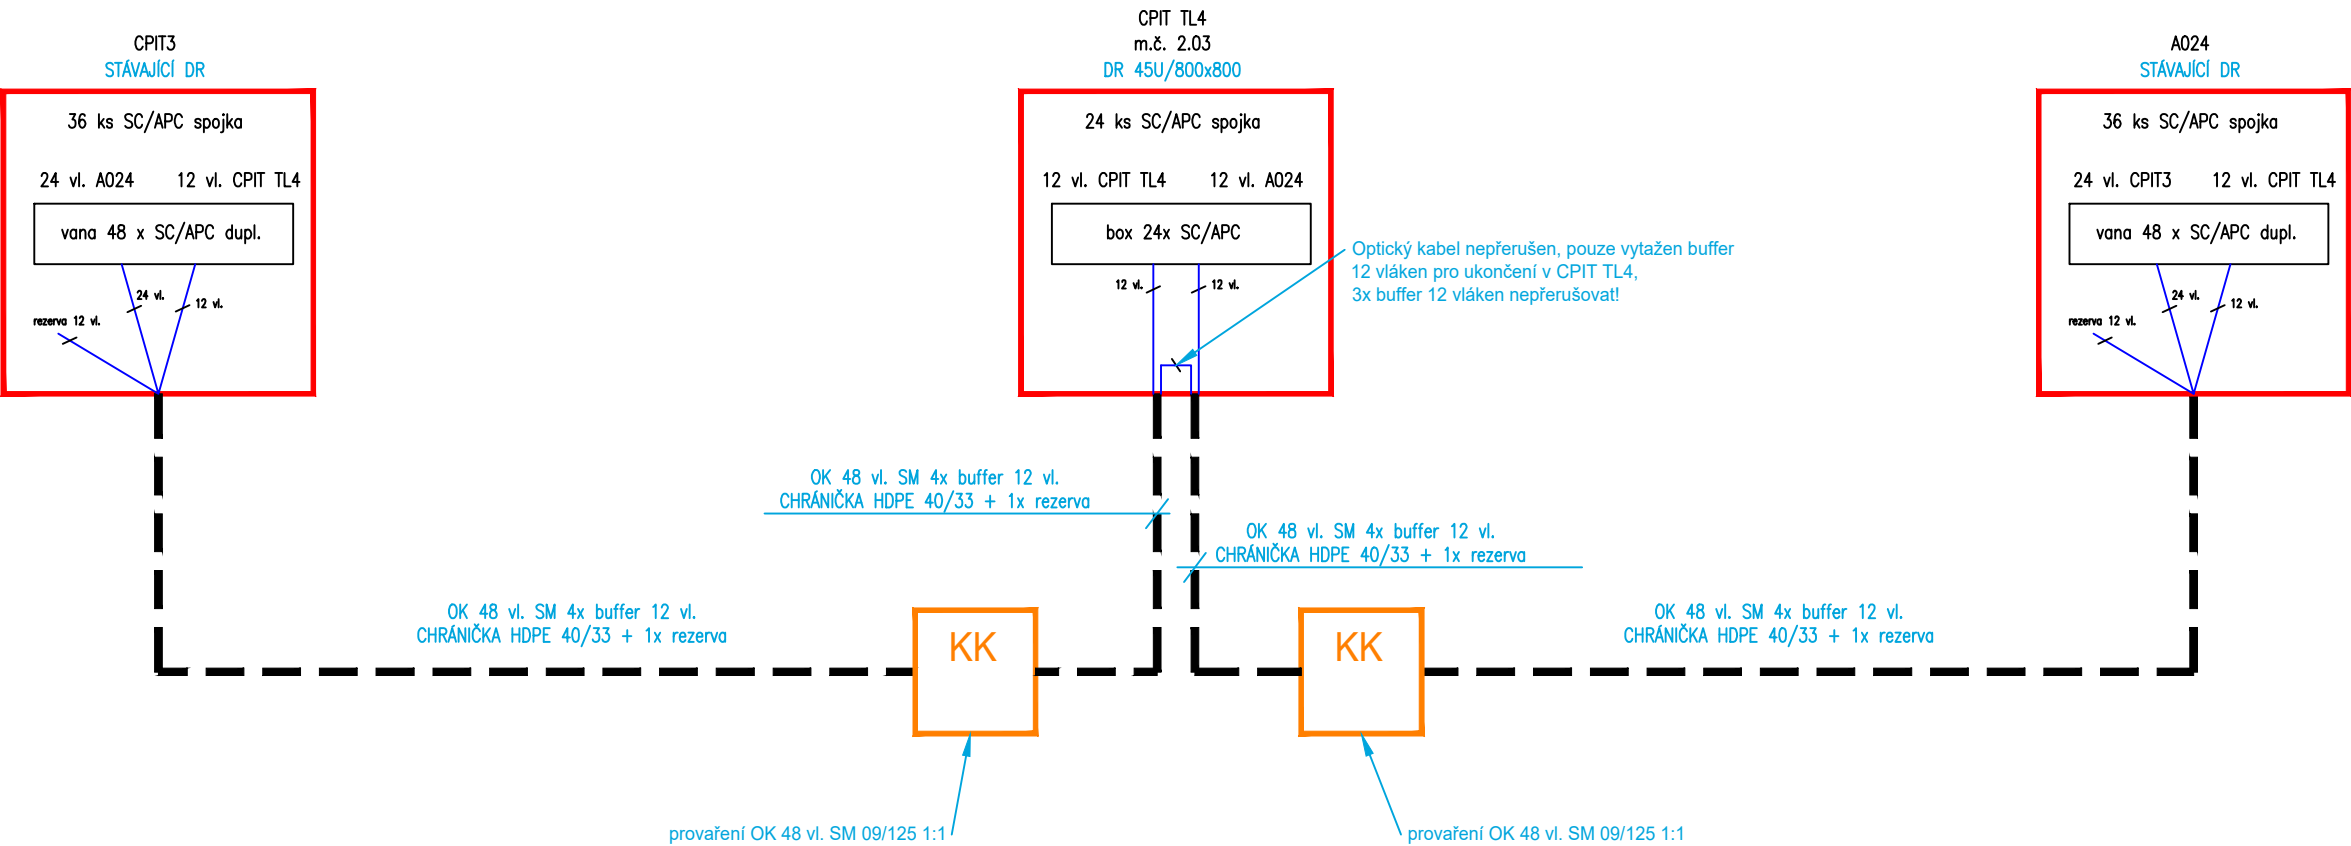 CPIT3
STÁVAJÍCÍ DR
36 ks SC/APC spojka
24 vl. A024
12 vl. CPIT TL4
vana 48 x SC/APC dupl.
24 vl.
12 vl.
rezerva 12 vl.
CPIT TL4
m.č. 2.03
DR 45U/800x800
24 ks SC/APC spojka
12 vl. CPIT TL4
12 vl. A024
box 24x SC/APC
12 vl.
12 vl.
Optický kabel nepřerušen, pouze vytažen buffer
12 vláken pro ukončení v CPIT TL4,
3x buffer 12 vláken nepřerušovat!
A024
STÁVAJÍCÍ DR
36 ks SC/APC spojka
24 vl. CPIT3
12 vl. CPIT TL4
vana 48 x SC/APC dupl.
24 vl.
12 vl.
rezerva 12 vl.
OK 48 vl. SM 4x buffer 12 vl.
CHRÁNIČKA HDPE 40/33 + 1x rezerva
OK 48 vl. SM 4x buffer 12 vl.
CHRÁNIČKA HDPE 40/33 + 1x rezerva
OK 48 vl. SM 4x buffer 12 vl.
CHRÁNIČKA HDPE 40/33 + 1x rezerva
KK
KK
OK 48 vl. SM 4x buffer 12 vl.
CHRÁNIČKA HDPE 40/33 + 1x rezerva
provaření OK 48 vl. SM 09/125 1:1
provaření OK 48 vl. SM 09/125 1:1